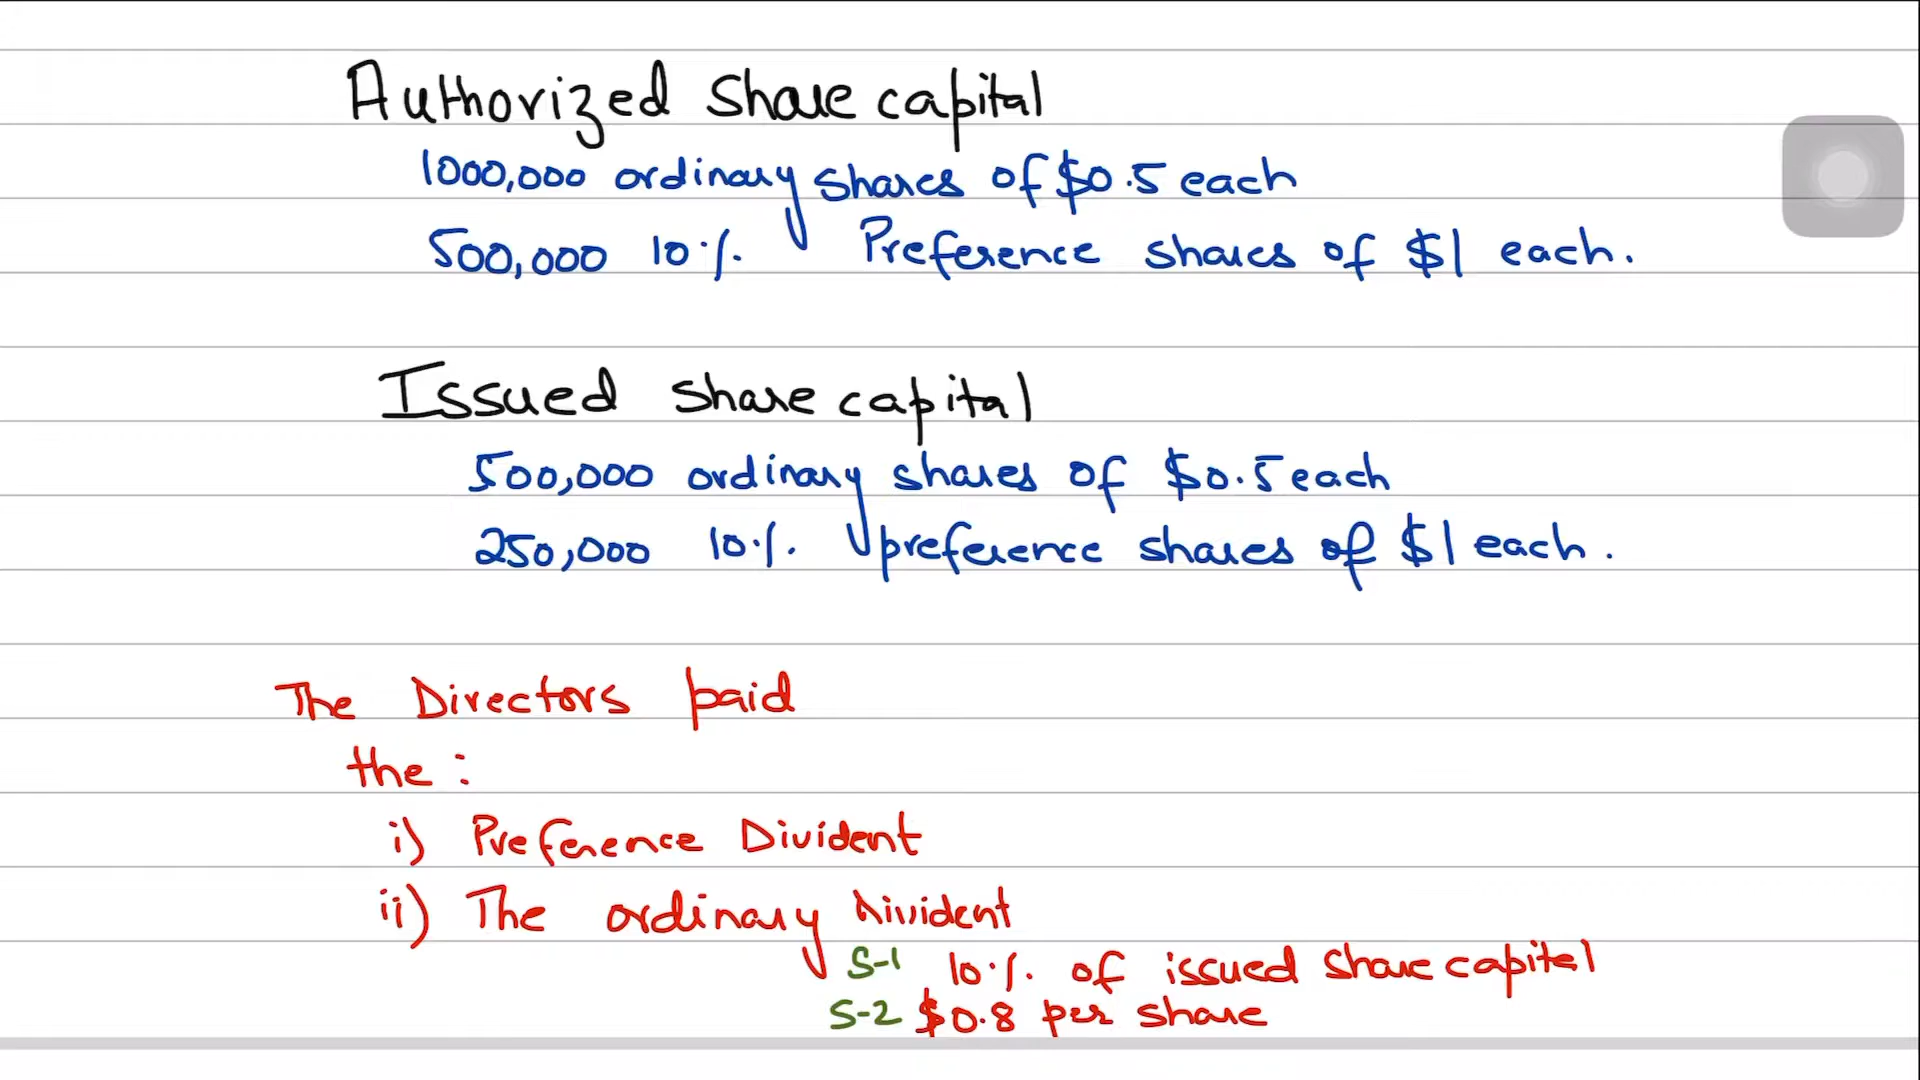 Authorized share capital
1000,000 ordinary shares of $0.5 each
500,000 10% Preference shares of $1 each.
Issued share capital
500,000 ordinary shares of $0.5 each
250,000 10% preference shares of $1 each.
The Directors paid
the :
i) Preference Divident
ii) The ordinary Divident
S-1 10% of issued share capital
S-2 $0.8 per share